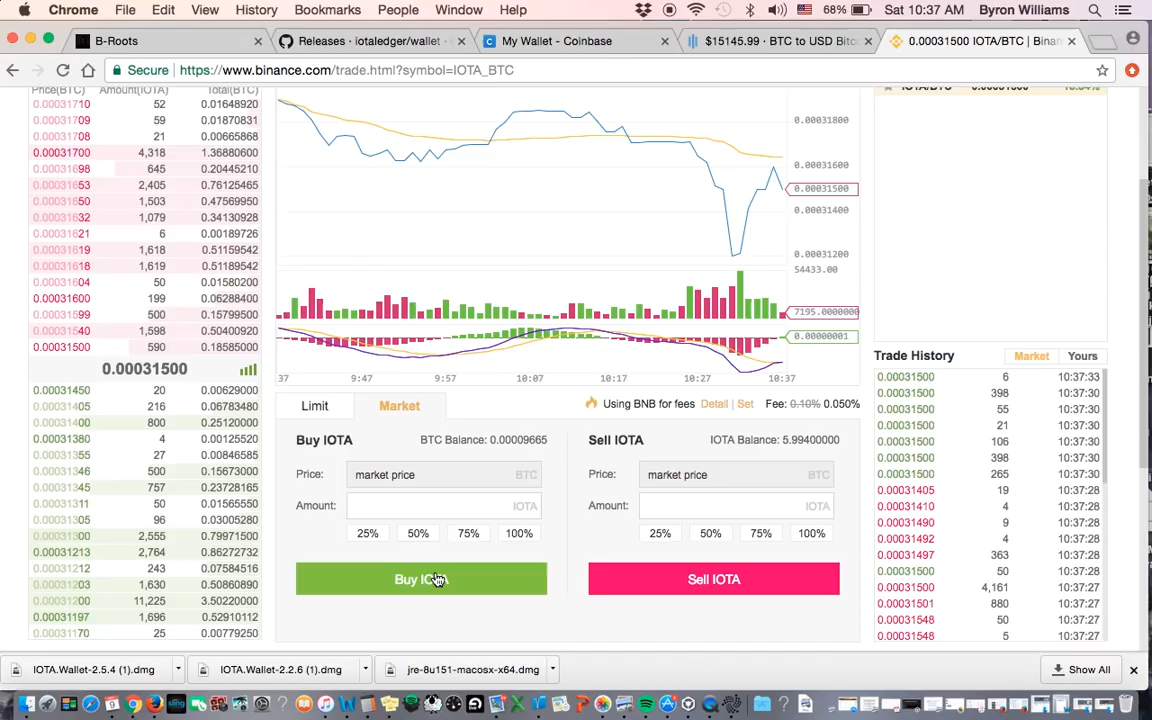 Chrome File Edit View History Bookmarks People Window Help 68% Sat 10:37 AM Byron Williams
B-Roots
Releases · iotaledger/wallet ·
My Wallet - Coinbase
$15145.99 · BTC to USD Bitc
0.00031500 IOTA/BTC | Binan
Secure https://www.binance.com/trade.html?symbol=IOTA_BTC
Price(BTC) Amount(IOTA) Total(BTC)
0.00031710 52 0.01648920
0.00031709 59 0.01870831
0.00031708 21 0.00665868
0.00031700 4,318 1.36880600
0.00031698 645 0.20445210
0.00031653 2,405 0.76125465
0.00031650 1,503 0.47569950
0.00031632 1,079 0.34130928
0.00031621 6 0.00189726
0.00031619 1,618 0.51159542
0.00031618 1,619 0.51189542
0.00031604 50 0.01580200
0.00031600 199 0.06288400
0.00031599 500 0.15799500
0.00031540 1,598 0.50400920
0.00031500 590 0.18585000
0.00031500
0.00031450 20 0.00629000
0.00031405 216 0.06783480
0.00031400 800 0.25120000
0.00031380 4 0.00125520
0.00031355 27 0.00846585
0.00031346 500 0.15673000
0.00031345 757 0.23728165
0.00031311 50 0.01565550
0.00031305 96 0.03005280
0.00031300 2,555 0.79971500
0.00031213 2,764 0.86272732
0.00031212 243 0.07584516
0.00031203 1,630 0.50860890
0.00031200 11,225 3.50220000
0.00031197 1,696 0.52910112
0.00031170 25 0.00779250
0.00031800
0.00031600
0.00031500
0.00031400
0.00031200
54433.00
7195.0000000
0.00000001
37 9:47 9:57 10:07 10:17 10:27 10:37
Limit Market
Using BNB for fees Detail | Set Fee: 0.10% 0.050%
Buy IOTA BTC Balance: 0.00009665
Price: market price BTC
Amount: IOTA
25% 50% 75% 100%
Buy IOTA
Sell IOTA IOTA Balance: 5.99400000
Price: market price BTC
Amount: IOTA
25% 50% 75% 100%
Sell IOTA
IOTA/BTC 0.00031500
Trade History Market Yours
0.00031500 6 10:37:33
0.00031500 398 10:37:30
0.00031500 55 10:37:30
0.00031500 21 10:37:30
0.00031500 106 10:37:30
0.00031500 398 10:37:30
0.00031500 265 10:37:30
0.00031405 19 10:37:28
0.00031410 4 10:37:28
0.00031490 9 10:37:28
0.00031492 4 10:37:28
0.00031497 363 10:37:28
0.00031500 50 10:37:28
0.00031500 4,161 10:37:27
0.00031501 880 10:37:27
0.00031548 50 10:37:27
0.00031548 5 10:37:27
IOTA.Wallet-2.5.4 (1).dmg
IOTA.Wallet-2.2.6 (1).dmg
jre-8u151-macosx-x64.dmg
Show All